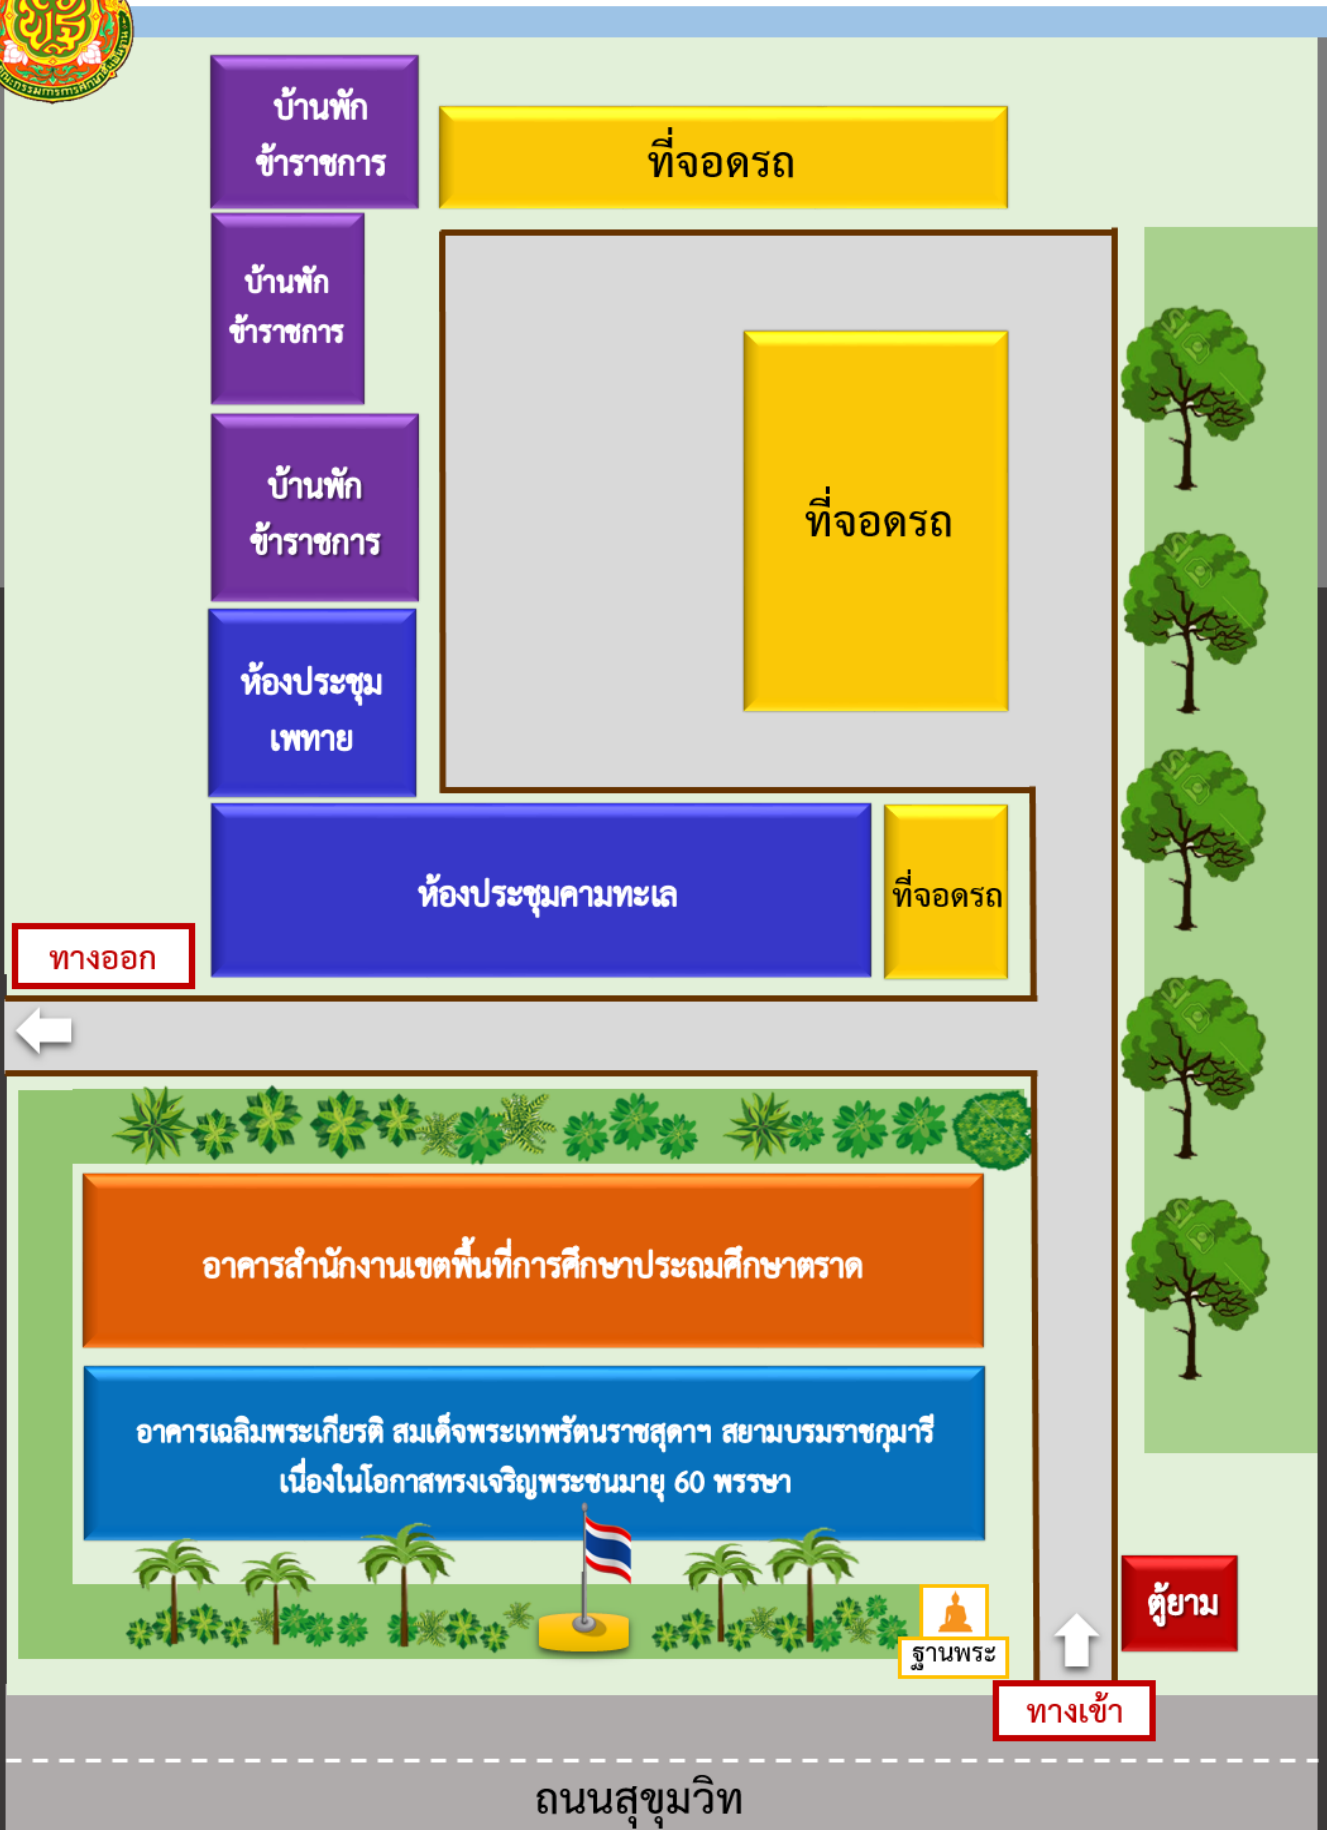 บ้านพัก
ข้าราชการ
ที่จอดรถ
บ้านพัก
ข้าราชการ
บ้านพัก
ข้าราชการ
ที่จอดรถ
ห้องประชุม
เพทาย
ห้องประชุมคามทะเล
ที่จอดรถ
ทางออก
อาคารสำนักงานเขตพื้นที่การศึกษาประถมศึกษาตราด
อาคารเฉลิมพระเกียรติ สมเด็จพระเทพรัตนราชสุดาฯ สยามบรมราชกุมารี
เนื่องในโอกาสทรงเจริญพระชนมายุ 60 พรรษา
ตู้ยาม
ฐานพระ
ทางเข้า
ถนนสุขุมวิท